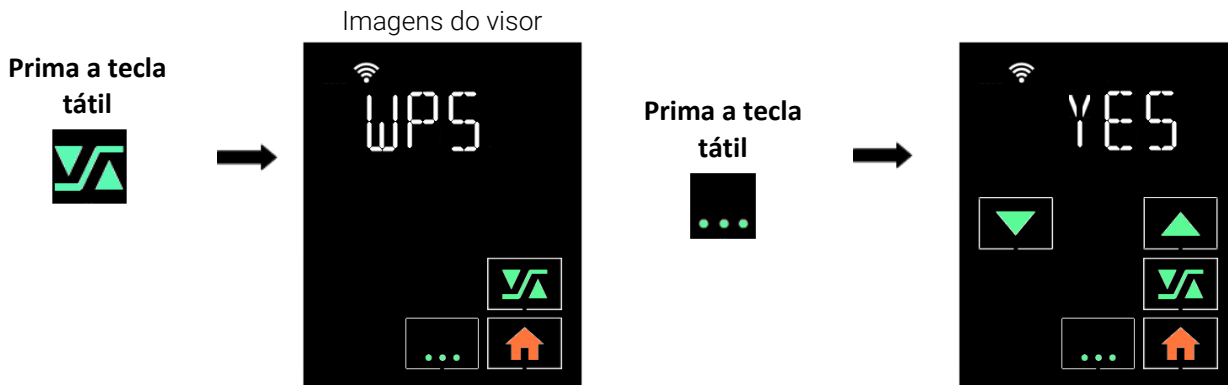 Imagens do visor
Prima a tecla
tátil
WPS
Prima a tecla
tátil
YES